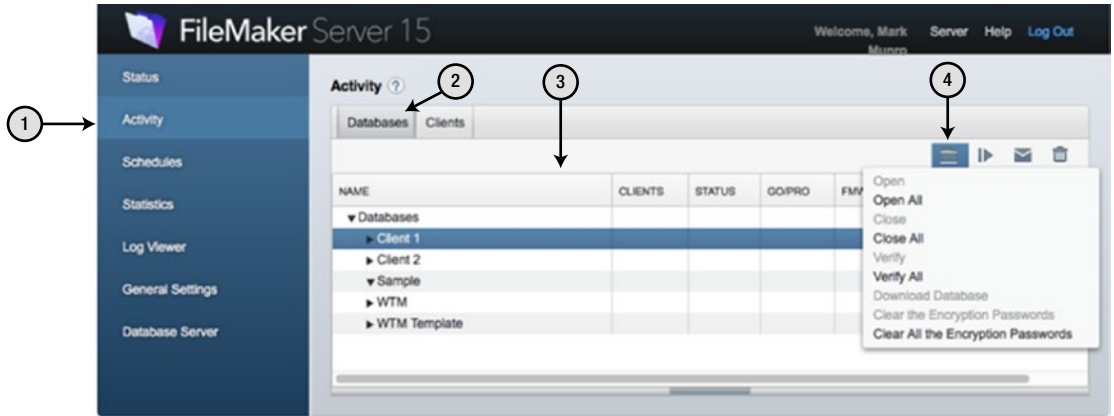 FileMaker Server 15
Welcome, Mark Munro
Server Help Log Out
Status
Activity
Schedules
Statistics
Log Viewer
General Settings
Database Server
Activity ?
Databases Clients
1
2
3
4
NAME CLIENTS STATUS GO/PRO
Databases
Client 1
Client 2
Sample
WTM
WTM Template
Open
Open All
Close
Close All
Verify
Verify All
Download Database
Clear the Encryption Passwords
Clear All the Encryption Passwords